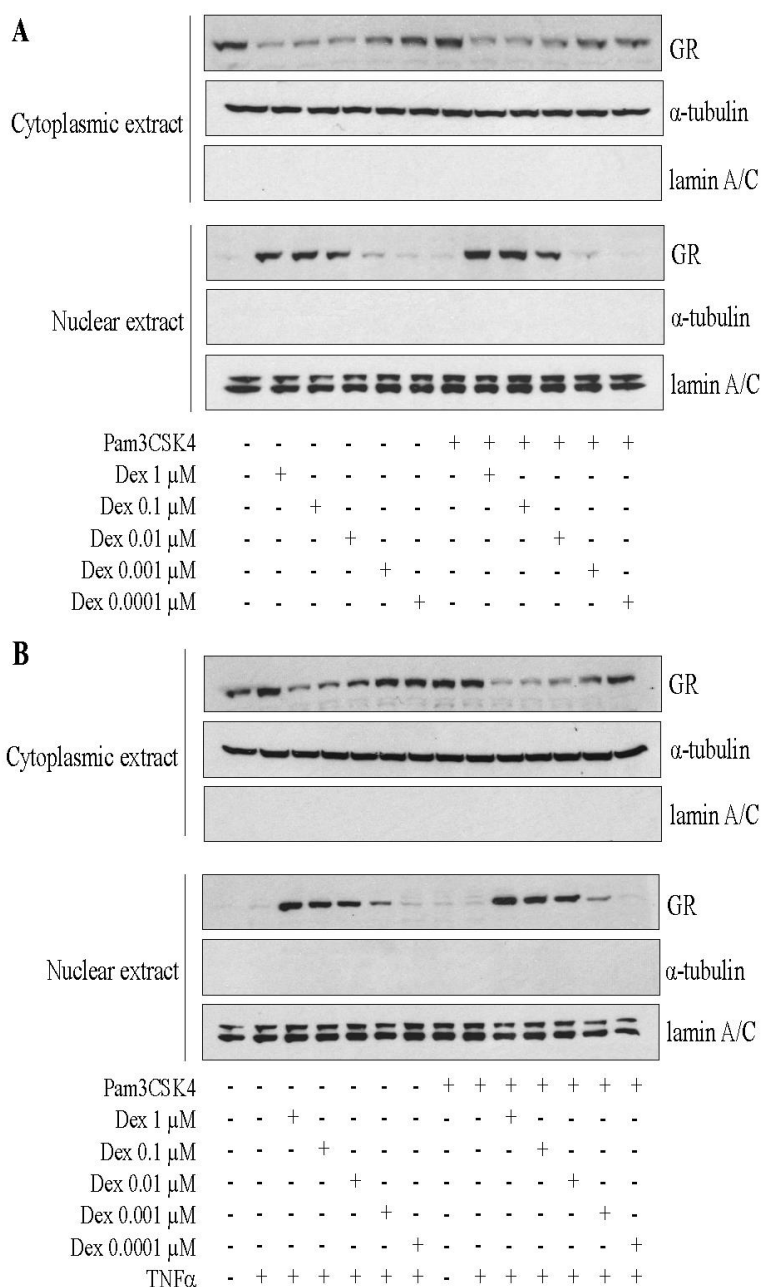 A
GR
Cytoplasmic extract
α-tubulin
lamin A/C
GR
Nuclear extract
α-tubulin
lamin A/C
Pam3CSK4 - - - - - - + + + + + +
Dex 1 µM - + - - - - - + - - - -
Dex 0.1 µM - - + - - - - - + - - -
Dex 0.01 µM - - - + - - - - - + - -
Dex 0.001 µM - - - - + - - - - - + -
Dex 0.0001 µM - - - - - + - - - - - +
B
GR
Cytoplasmic extract
α-tubulin
lamin A/C
GR
Nuclear extract
α-tubulin
lamin A/C
Pam3CSK4 - - - - - - - + + + + + + +
Dex 1 µM - - + - - - - - - + - - - -
Dex 0.1 µM - - - + - - - - - - + - - -
Dex 0.01 µM - - - - + - - - - - - + - -
Dex 0.001 µM - - - - - + - - - - - - + -
Dex 0.0001 µM - - - - - - + - - - - - - +
TNFα - + + + + + + - + + + + + +